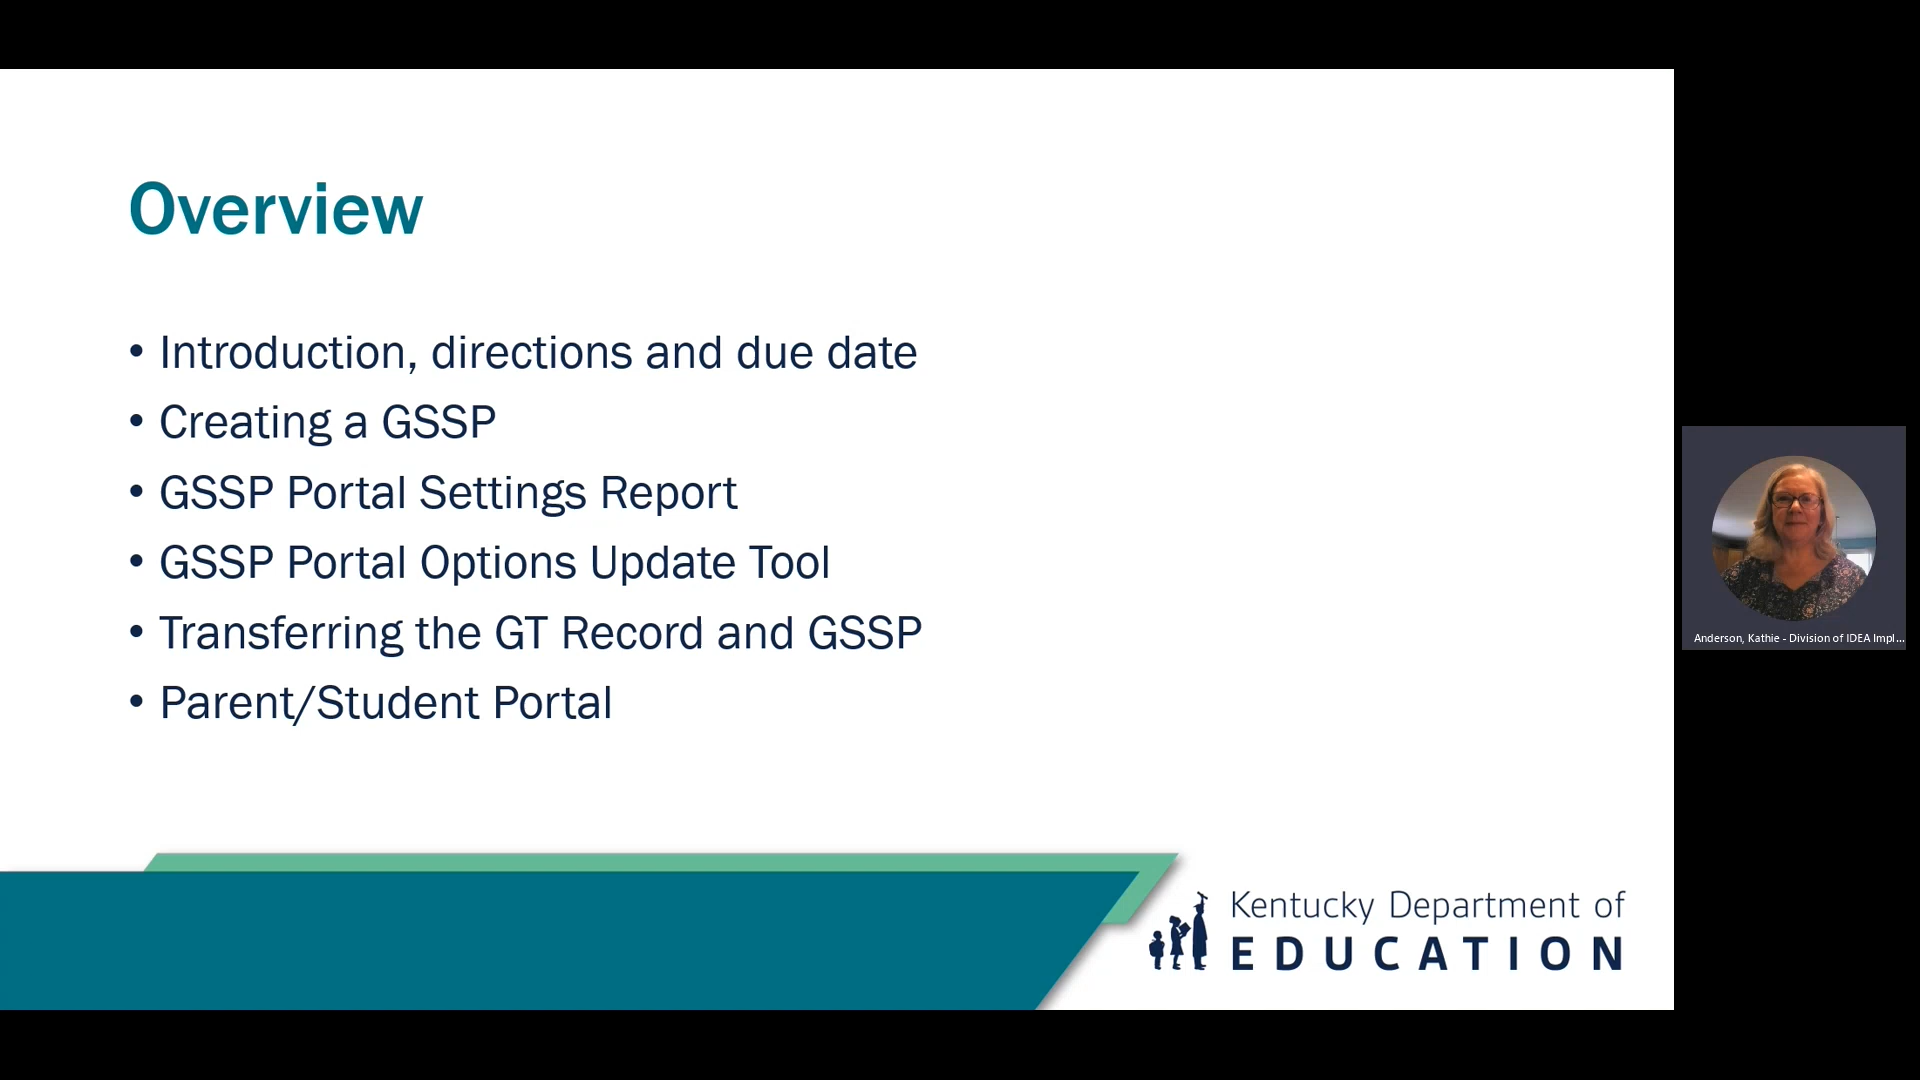 Overview
• Introduction, directions and due date
• Creating a GSSP
• GSSP Portal Settings Report
• GSSP Portal Options Update Tool
• Transferring the GT Record and GSSP
• Parent/Student Portal
Kentucky Department of
EDUCATION
Anderson, Kathie - Division of IDEA Impl...